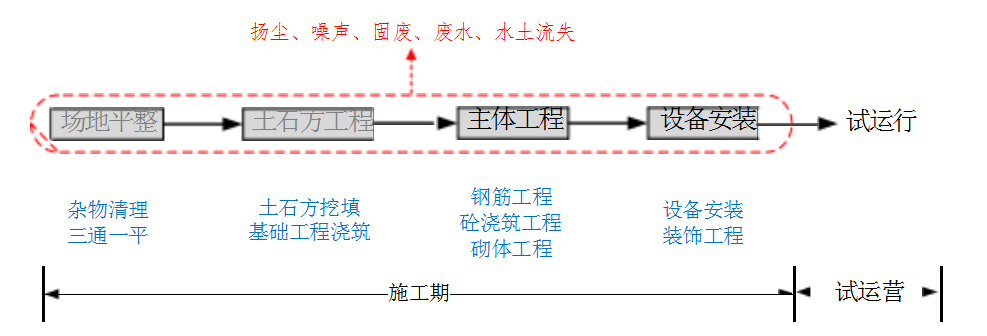 扬尘、噪声、固废、废水、水土流失
场地平整
土石方工程
主体工程
设备安装
试运行
杂物清理
三通一平
土石方挖填
基础工程浇筑
钢筋工程
砼浇筑工程
砌体工程
设备安装
装饰工程
施工期
试运营